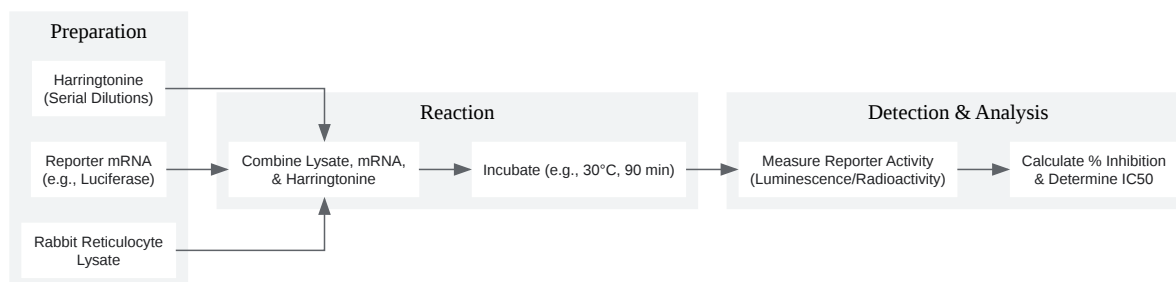 Preparation
Harringtonine
(Serial Dilutions)
Reporter mRNA
(e.g., Luciferase)
Rabbit Reticulocyte
Lysate
Reaction
Combine Lysate, mRNA,
& Harringtonine
Incubate (e.g., 30°C, 90 min)
Detection & Analysis
Measure Reporter Activity
(Luminescence/Radioactivity)
Calculate % Inhibition
& Determine IC50